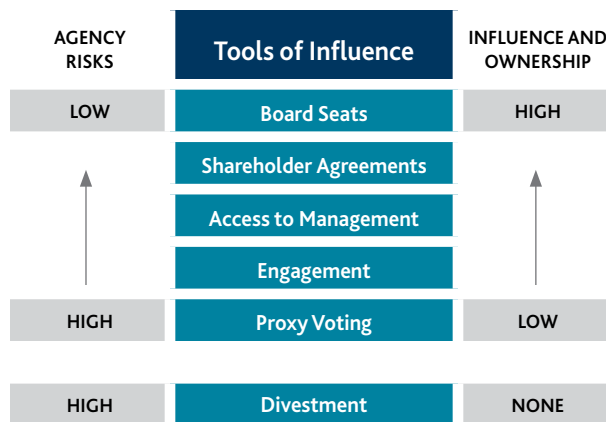 AGENCY
RISKS
Tools of Influence
INFLUENCE AND
OWNERSHIP
LOW
Board Seats
HIGH
Shareholder Agreements
Access to Management
Engagement
HIGH
Proxy Voting
LOW
HIGH
Divestment
NONE